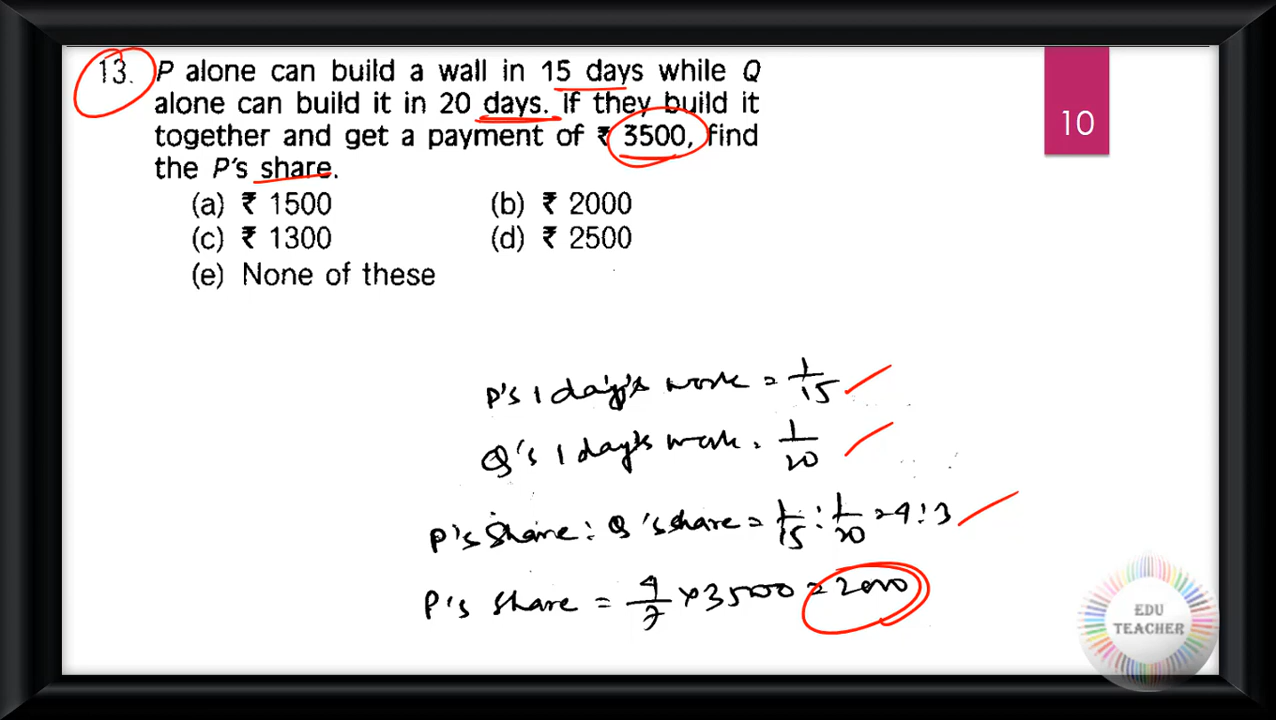 13. P alone can build a wall in 15 days while Q
alone can build it in 20 days. If they build it
together and get a payment of ₹ 3500, find
the P's share.
(a) ₹ 1500 (b) ₹ 2000
(c) ₹ 1300 (d) ₹ 2500
(e) None of these
10
P's 1 day's work = 1/15
Q's 1 day's work = 1/20
P's share : Q's share = 1/15 : 1/20 = 4 : 3
P's share = 4/7 × 3500 = 2000
EDU
TEACHER